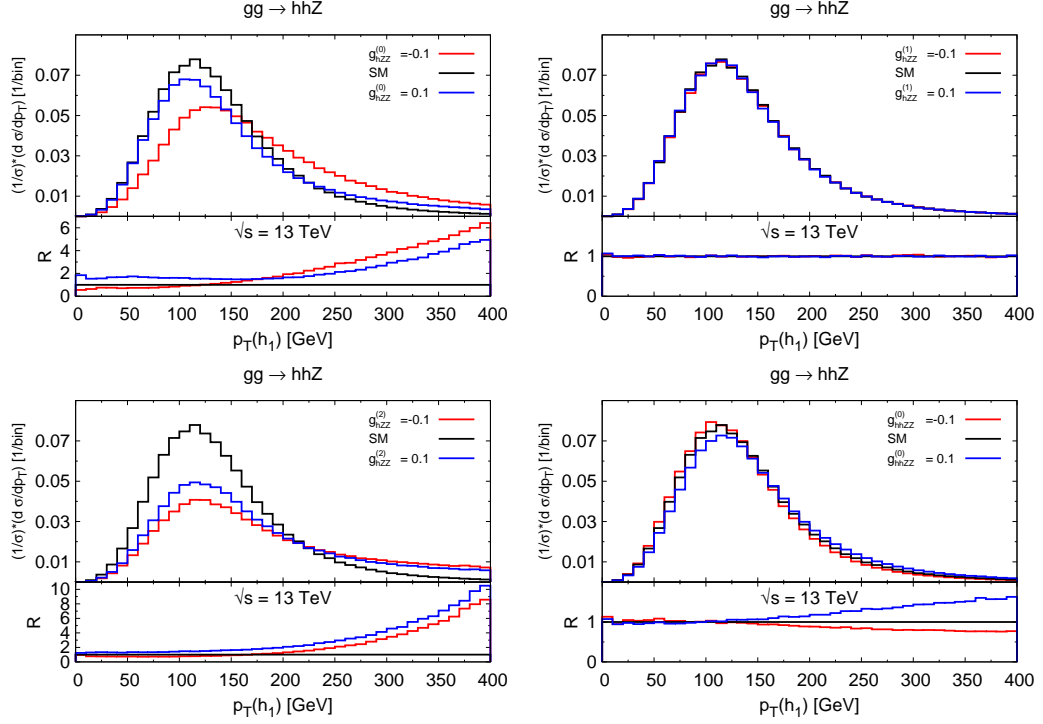 gg → hhZ
(1/σ)*(d σ/dp_T) [1/bin]
0.07
0.05
0.03
0.01
g_hZZ^(0) =-0.1
SM
g_hZZ^(0) = 0.1
R
6
4
2
0
√s = 13 TeV
0 50 100 150 200 250 300 350 400
p_T(h_1) [GeV]
gg → hhZ
(1/σ)*(d σ/dp_T) [1/bin]
0.07
0.05
0.03
0.01
g_hZZ^(1) =-0.1
SM
g_hZZ^(1) = 0.1
R
1
0
√s = 13 TeV
0 50 100 150 200 250 300 350 400
p_T(h_1) [GeV]
gg → hhZ
(1/σ)*(d σ/dp_T) [1/bin]
0.07
0.05
0.03
0.01
g_hZZ^(2) =-0.1
SM
g_hZZ^(2) = 0.1
R
10
8
6
4
2
0
√s = 13 TeV
0 50 100 150 200 250 300 350 400
p_T(h_1) [GeV]
gg → hhZ
(1/σ)*(d σ/dp_T) [1/bin]
0.07
0.05
0.03
0.01
g_hhZZ^(0) =-0.1
SM
g_hhZZ^(0) = 0.1
R
1
0
√s = 13 TeV
0 50 100 150 200 250 300 350 400
p_T(h_1) [GeV]